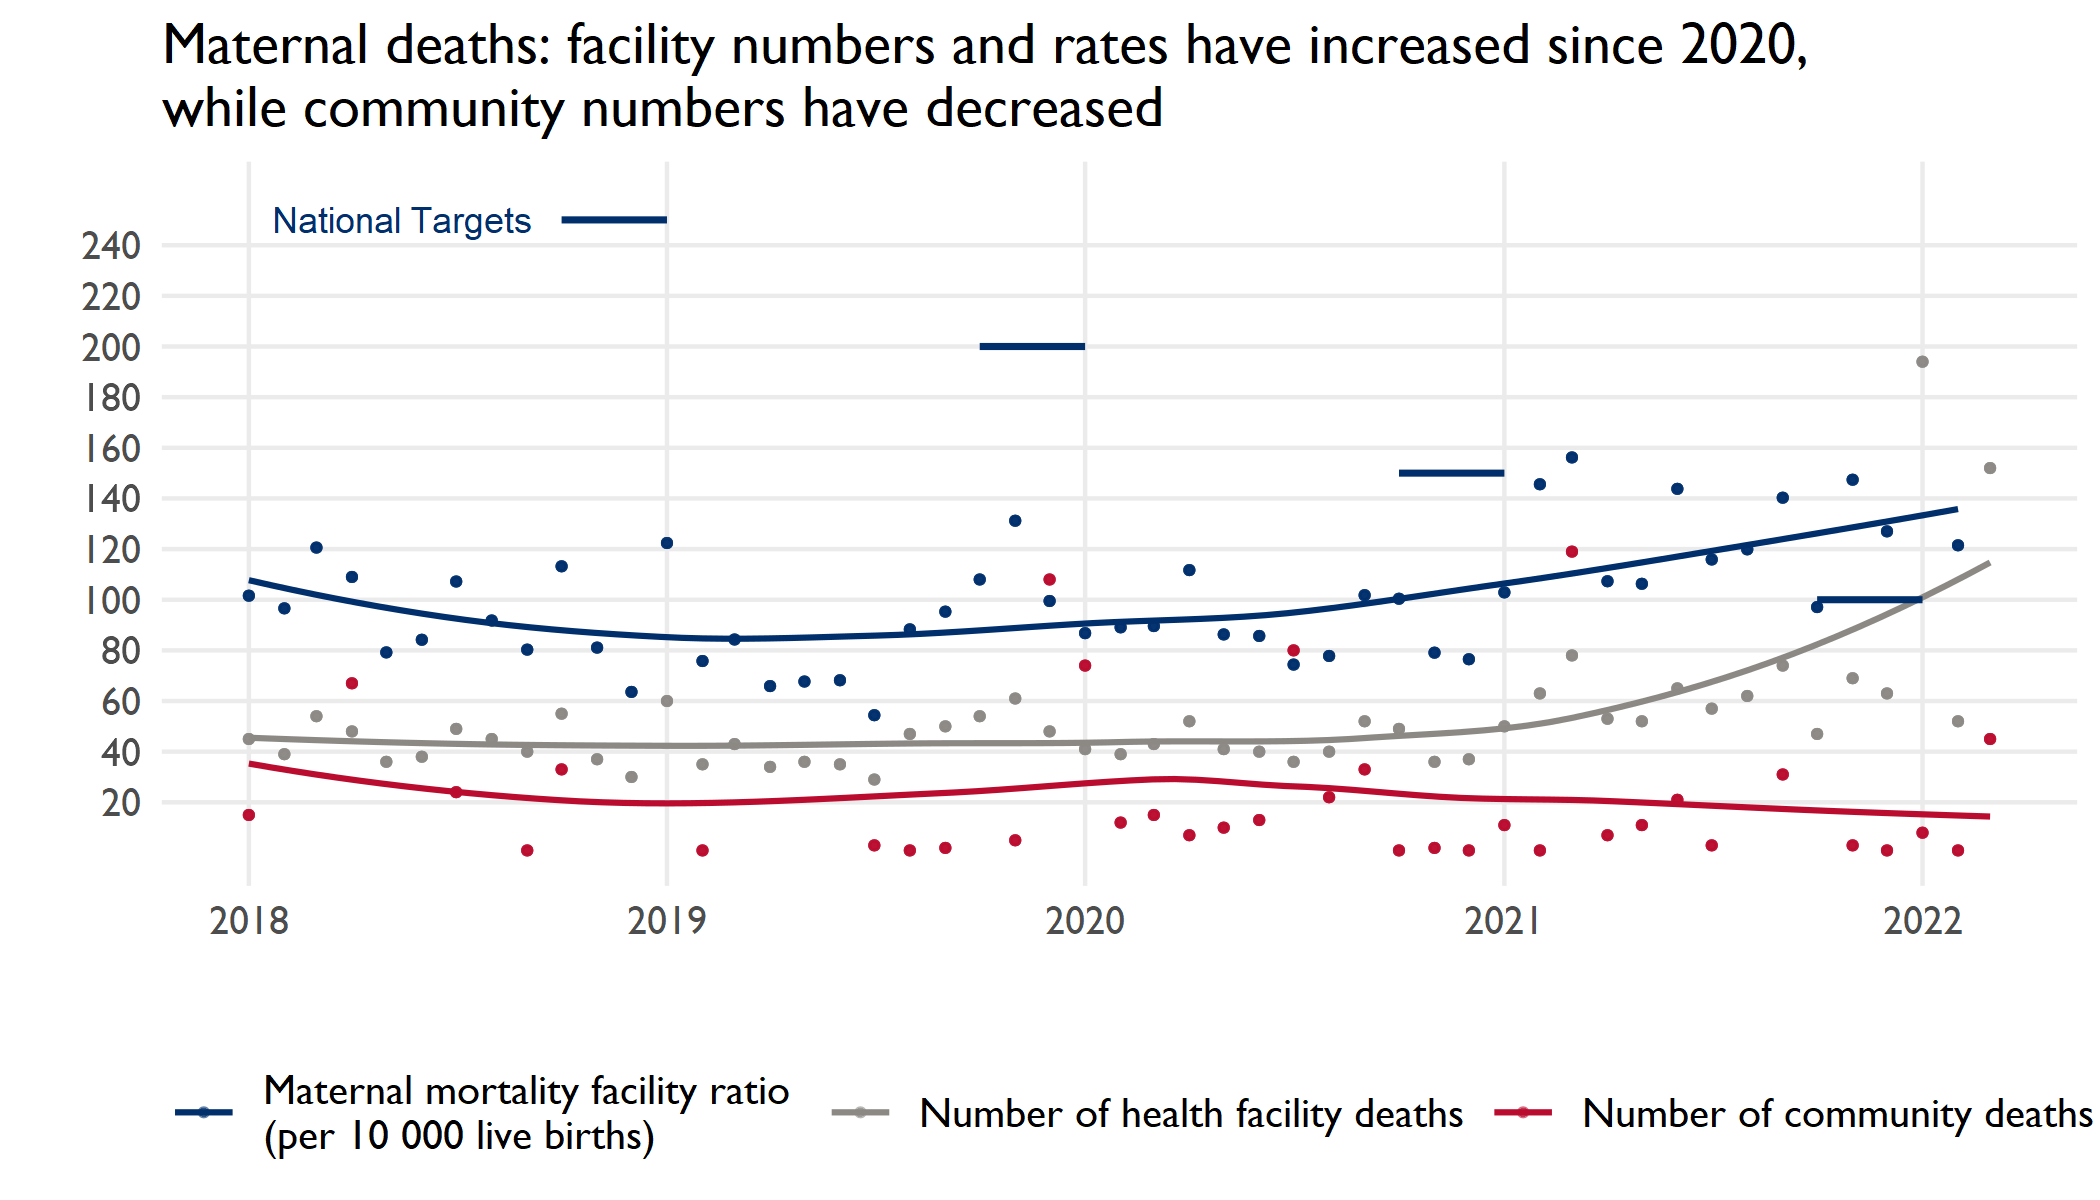 Maternal deaths: facility numbers and rates have increased since 2020,
while community numbers have decreased
National Targets
240
220
200
180
160
140
120
100
80
60
40
20
2018 2019 2020 2021 2022
Maternal mortality facility ratio
(per 10 000 live births)
Number of health facility deaths
Number of community deaths